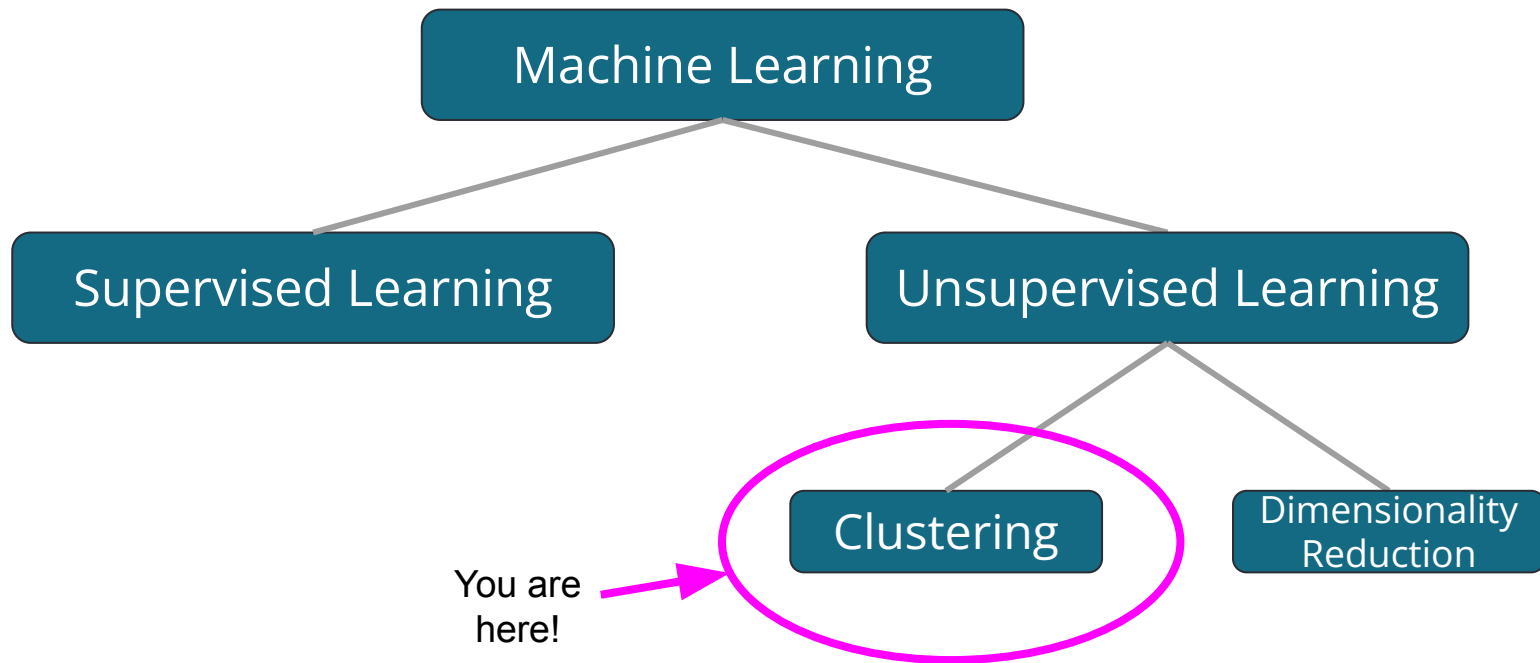 Machine Learning
Supervised Learning
Unsupervised Learning
Clustering
Dimensionality
Reduction
You are
here!